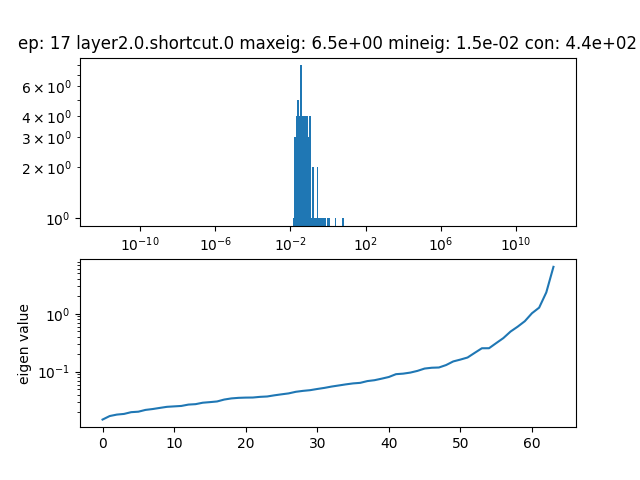 ep: 17 layer2.0.shortcut.0 maxeig: 6.5e+00 mineig: 1.5e-02 con: 4.4e+02
6 × 10⁰
4 × 10⁰
3 × 10⁰
2 × 10⁰
10⁰
10⁻¹⁰ 10⁻⁶ 10⁻² 10² 10⁶ 10¹⁰
10⁰
10⁻¹
eigen value
0 10 20 30 40 50 60